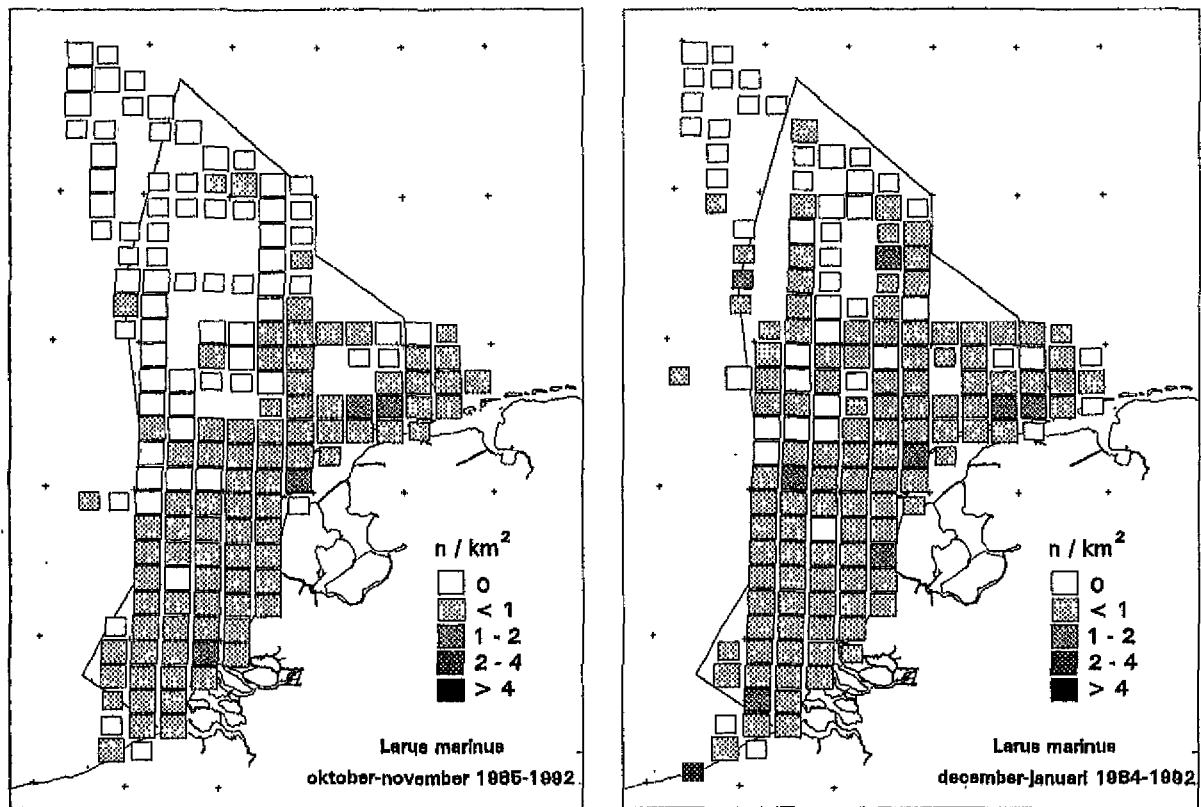 n / km²
0
< 1
1 - 2
2 - 4
> 4
Larus marinus
oktober-november 1985-1992
n / km²
0
< 1
1 - 2
2 - 4
> 4
Larus marinus
december-januari 1984-1992